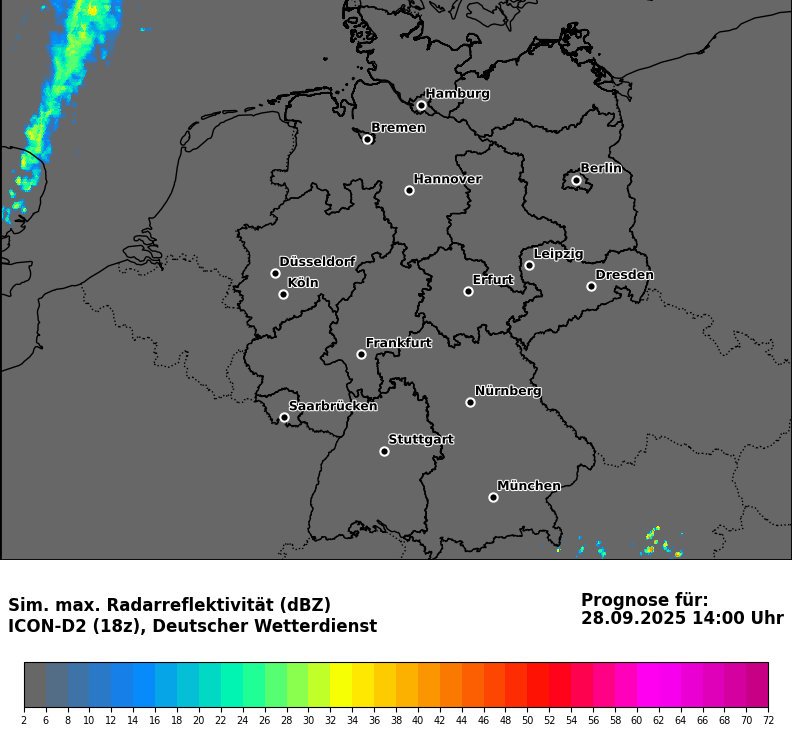 Hamburg
Bremen
Berlin
Hannover
Leipzig
Düsseldorf
Dresden
Köln
Erfurt
Frankfurt
Nürnberg
Saarbrücken
Stuttgart
München
Sim. max. Radarreflektivität (dBZ)
ICON-D2 (18z), Deutscher Wetterdienst
Prognose für:
28.09.2025 14:00 Uhr
2 6 8 10 12 14 16 18 20 22 24 26 28 30 32 34 36 38 40 42 44 46 48 50 52 54 56 58 60 62 64 66 68 70 72